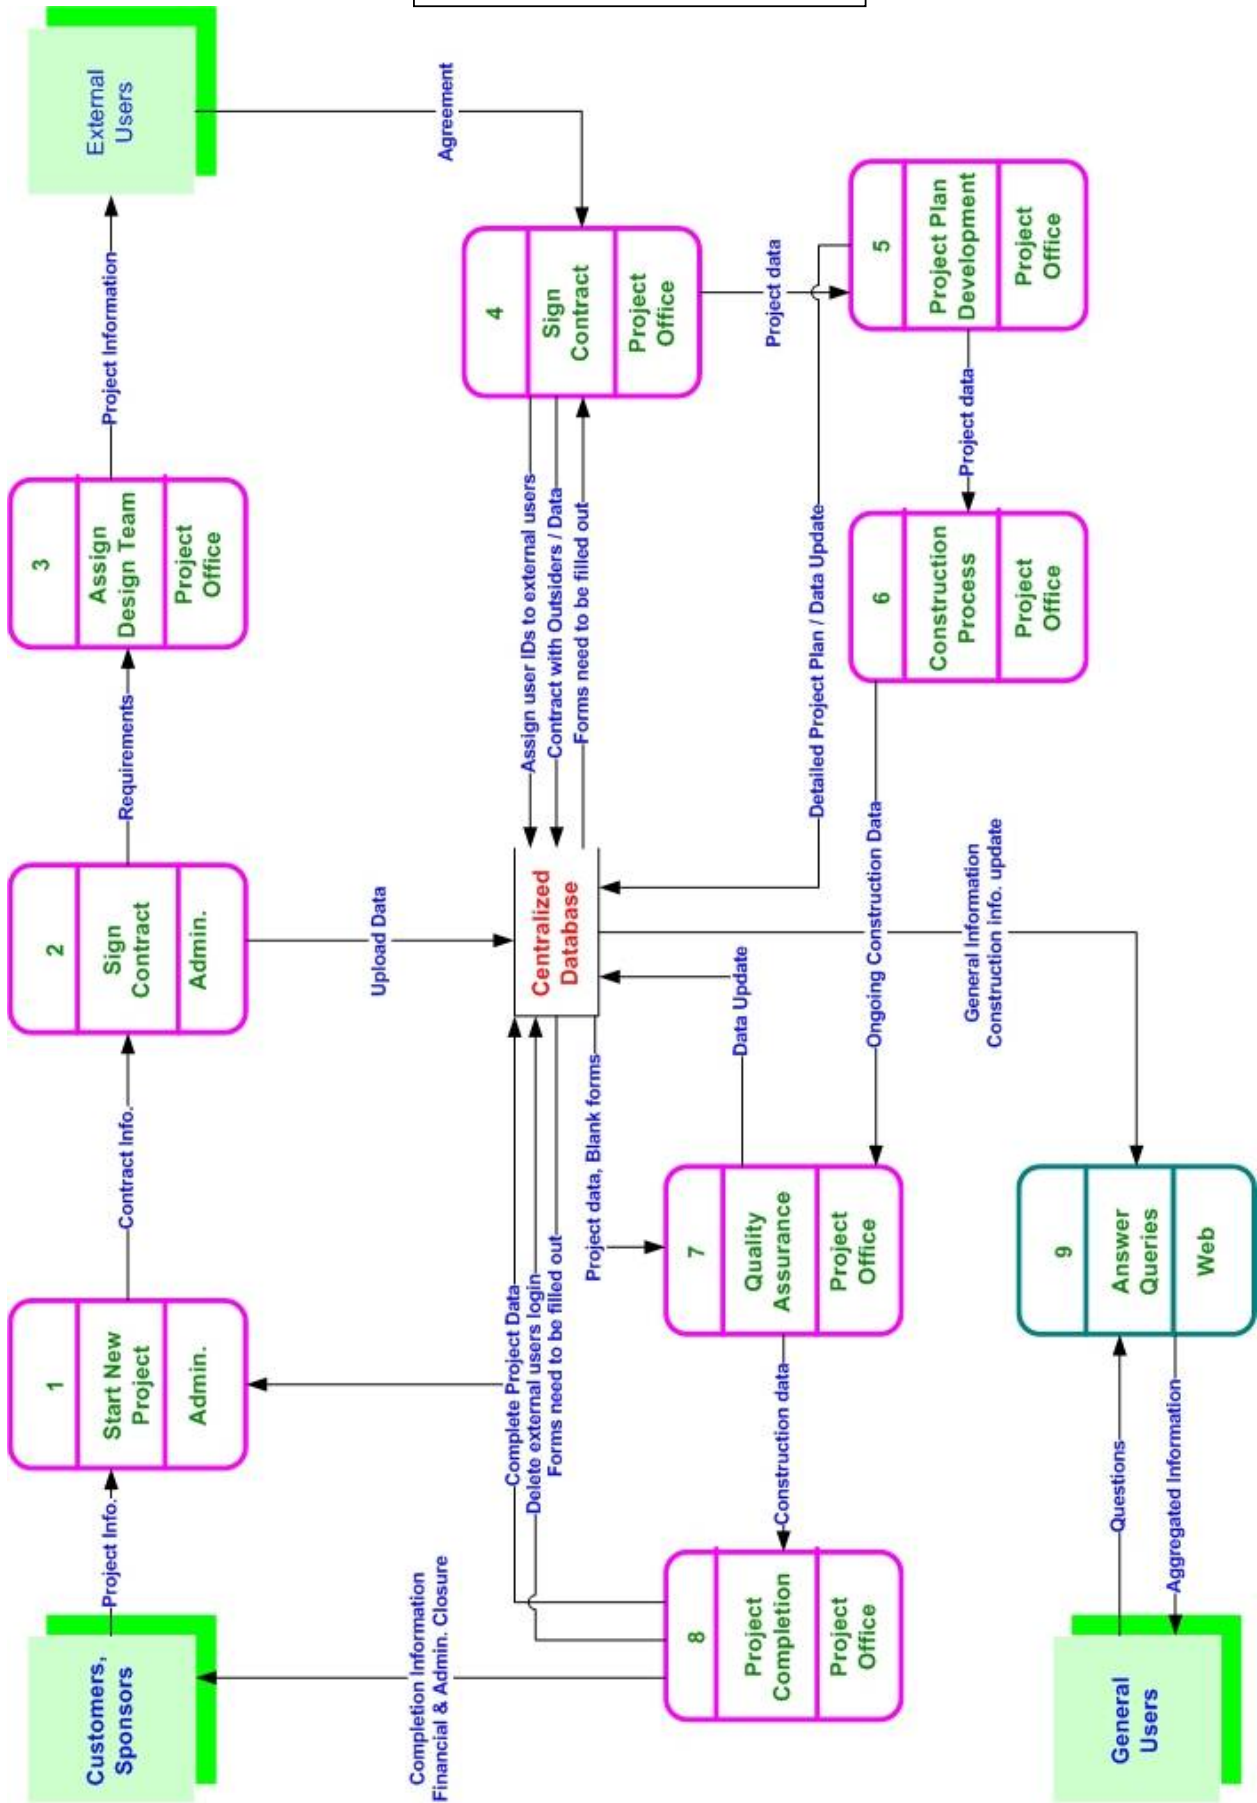 Customers,
Sponsors
Project Info.
1
Start New
Project
Admin.
Contract Info.
2
Sign
Contract
Admin.
Requirements
3
Assign
Design Team
Project
Office
Project Information
External
Users
Agreement
Upload Data
Completion Information
Financial & Admin. Closure
Complete Project Data
Delete external users login
Forms need to be filled out
Centralized
Database
Assign user IDs to external users
Contract with Outsiders / Data
Forms need to be filled out
4
Sign
Contract
Project
Office
Project data, Blank forms
Data Update
Project data
Detailed Project Plan / Data Update
8
Project
Completion
Project
Office
Construction data
7
Quality
Assurance
Project
Office
Ongoing Construction Data
6
Construction
Process
Project
Office
Project data
5
Project Plan
Development
Project
Office
General Information
Construction info. update
General
Users
Questions
Aggregated Information
9
Answer
Queries
Web